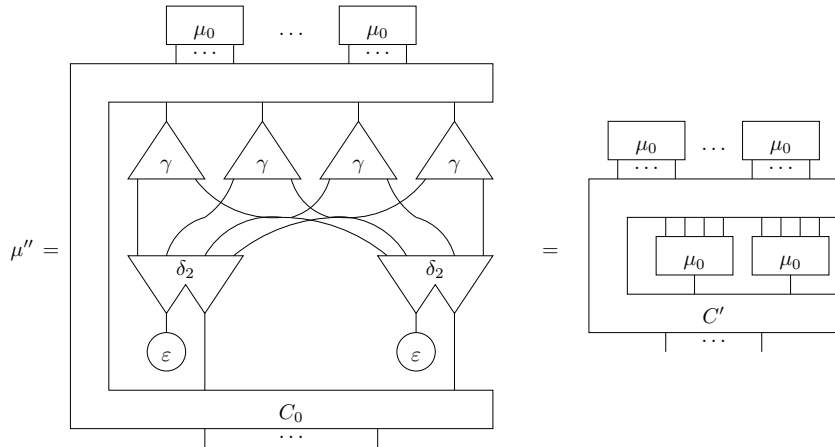 μ₀ ⋯ μ₀
⋯ ⋯
μ₀ ⋯ μ₀
γ γ γ γ
⋯ ⋯
μ″ = δ₂ δ₂ =
μ₀ μ₀
C′
ε ε
⋯
C₀
⋯